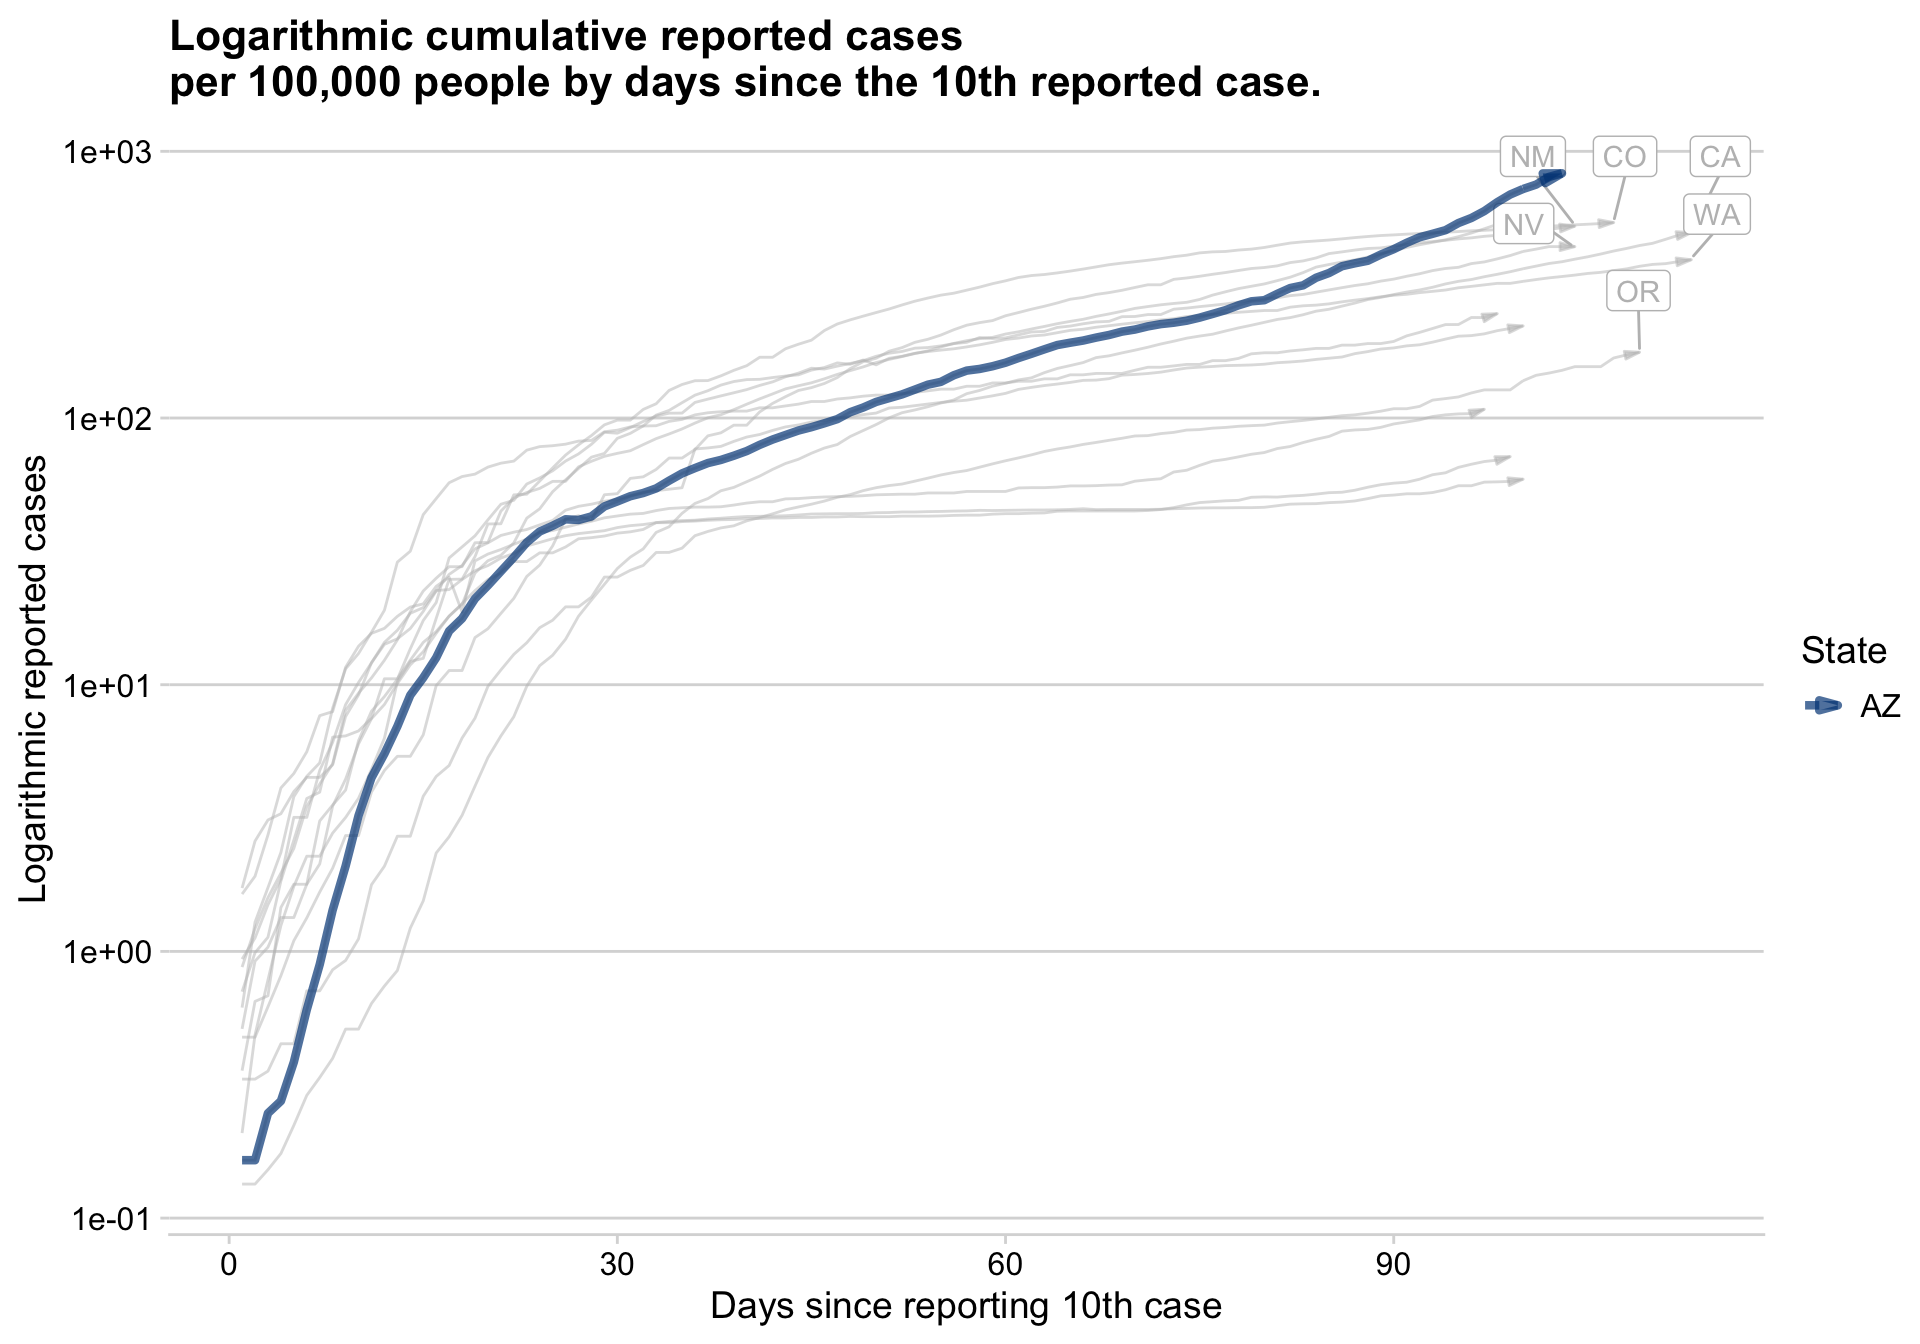 Logarithmic cumulative reported cases
per 100,000 people by days since the 10th reported case.
1e+03
1e+02
1e+01
1e+00
1e-01
Logarithmic reported cases
NM
CO
CA
NV
WA
OR
State
AZ
0
30
60
90
Days since reporting 10th case